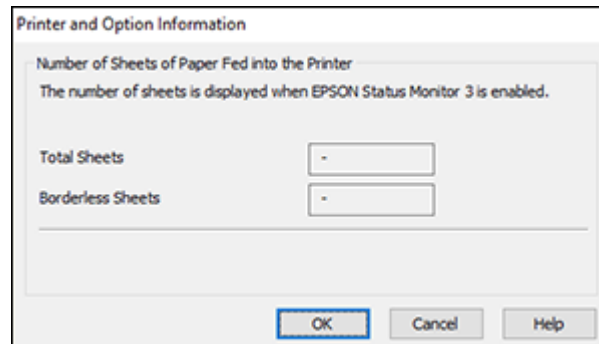 Printer and Option Information
Number of Sheets of Paper Fed into the Printer
The number of sheets is displayed when EPSON Status Monitor 3 is enabled.
Total Sheets -
Borderless Sheets -
OK Cancel Help